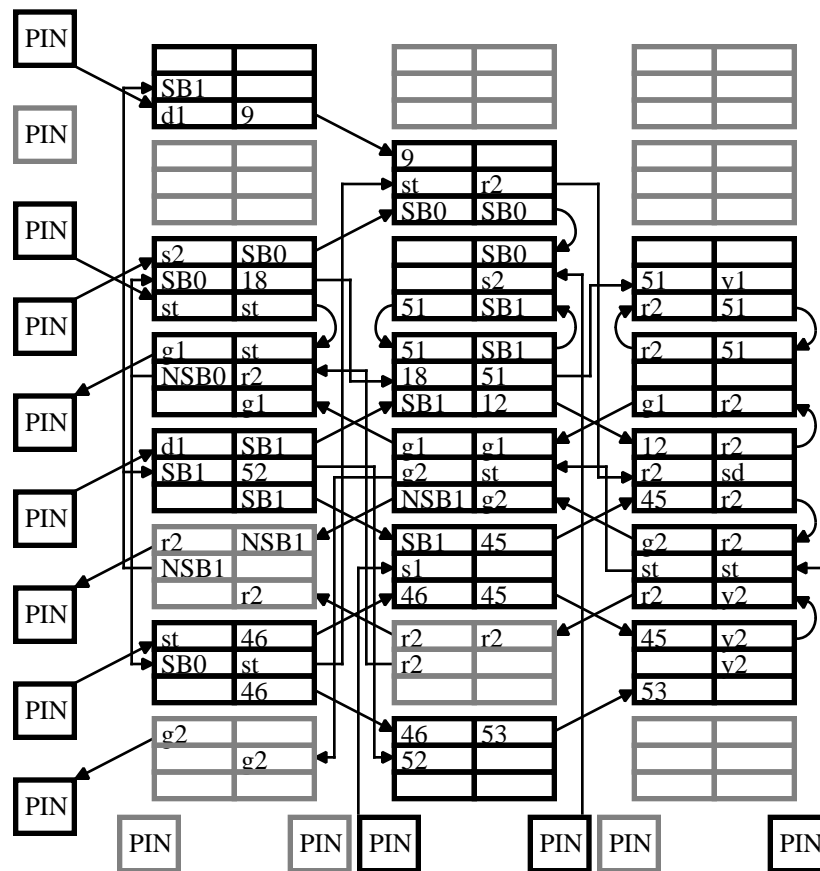 PIN
SB1
d1 9
PIN
9
st r2
SB0 SB0
PIN
s2 SB0
SB0 18
st st
SB0
s2
51 SB1
51 v1
r2 51
PIN
g1 st
NSB0 r2
g1
51 SB1
18 51
SB1 12
r2 51
g1 r2
PIN
d1 SB1
SB1 52
SB1
g1 g1
g2 st
NSB1 g2
12 r2
r2 sd
45 r2
PIN
r2 NSB1
NSB1
r2
SB1 45
s1
46 45
g2 r2
st st
r2 v2
PIN
st 46
SB0 st
46
r2 r2
r2
45 v2
v2
53
PIN
g2
g2
46 53
52
PIN
PIN PIN PIN PIN PIN PIN